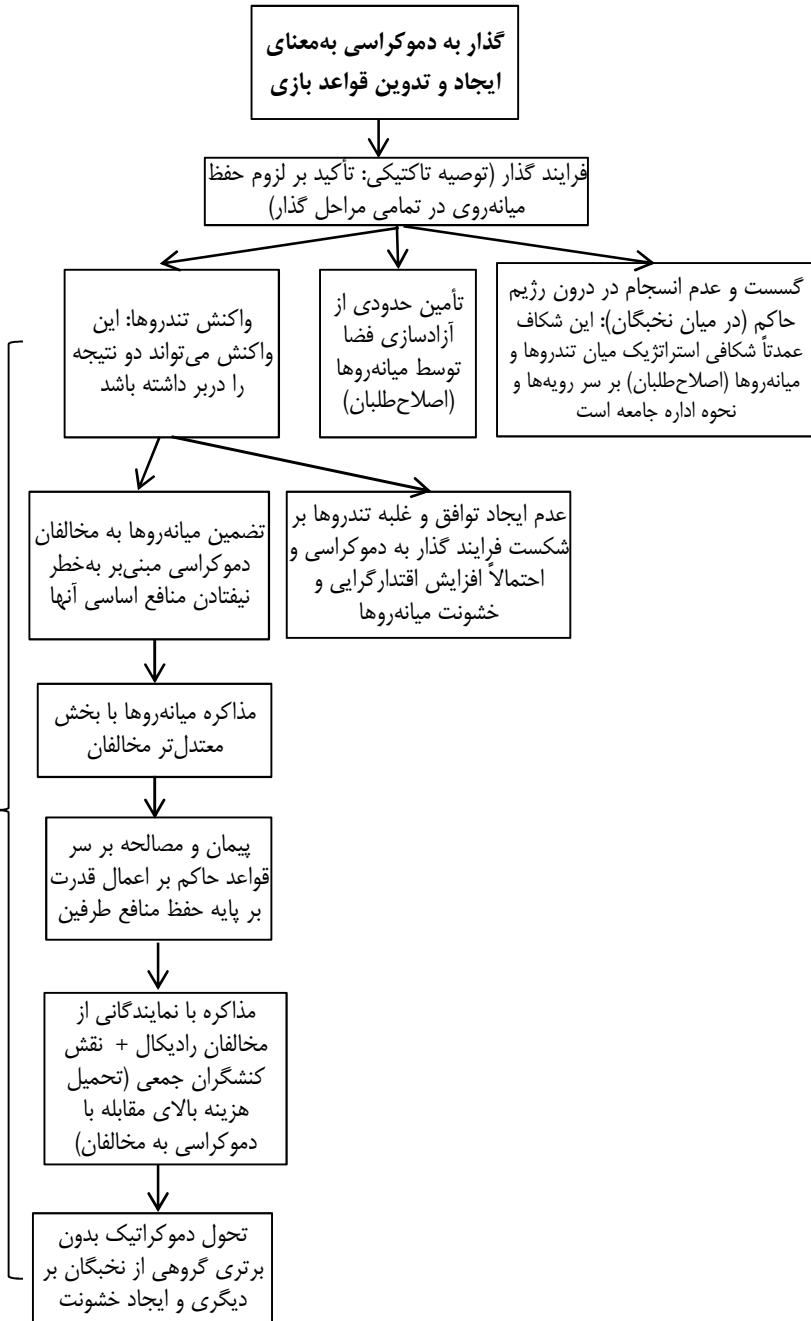 گذار به دموکراسی به‌معنای
ایجاد و تدوین قواعد بازی
فرایند گذار (توصیه تاکتیکی: تأکید بر لزوم حفظ
میانه‌روی در تمامی مراحل گذار)
گسست و عدم انسجام در درون رژیم
حاکم (در میان نخبگان): این شکاف
عمدتاً شکافی استراتژیک میان تندروها و
میانه‌روها (اصلاح‌طلبان) بر سر رویه‌ها و
نحوه اداره جامعه است
تأمین حدودی از
آزادسازی فضا
توسط میانه‌روها
(اصلاح‌طلبان)
واکنش تندروها: این
واکنش می‌تواند دو نتیجه
را دربر داشته باشد
عدم ایجاد توافق و غلبه تندروها بر
شکست فرایند گذار به دموکراسی و
احتمالاً افزایش اقتدارگرایی و
خشونت میانه‌روها
تضمین میانه‌روها به مخالفان
دموکراسی مبنی‌بر به‌خطر
نیفتادن منافع اساسی آنها
مذاکره میانه‌روها با بخش
معتدل‌تر مخالفان
پیمان و مصالحه بر سر
قواعد حاکم بر اعمال قدرت
بر پایه حفظ منافع طرفین
مذاکره با نمایندگانی از
مخالفان رادیکال + نقش
کنشگران جمعی (تحمیل
هزینه بالای مقابله با
دموکراسی به مخالفان)
تحول دموکراتیک بدون
برتری گروهی از نخبگان بر
دیگری و ایجاد خشونت